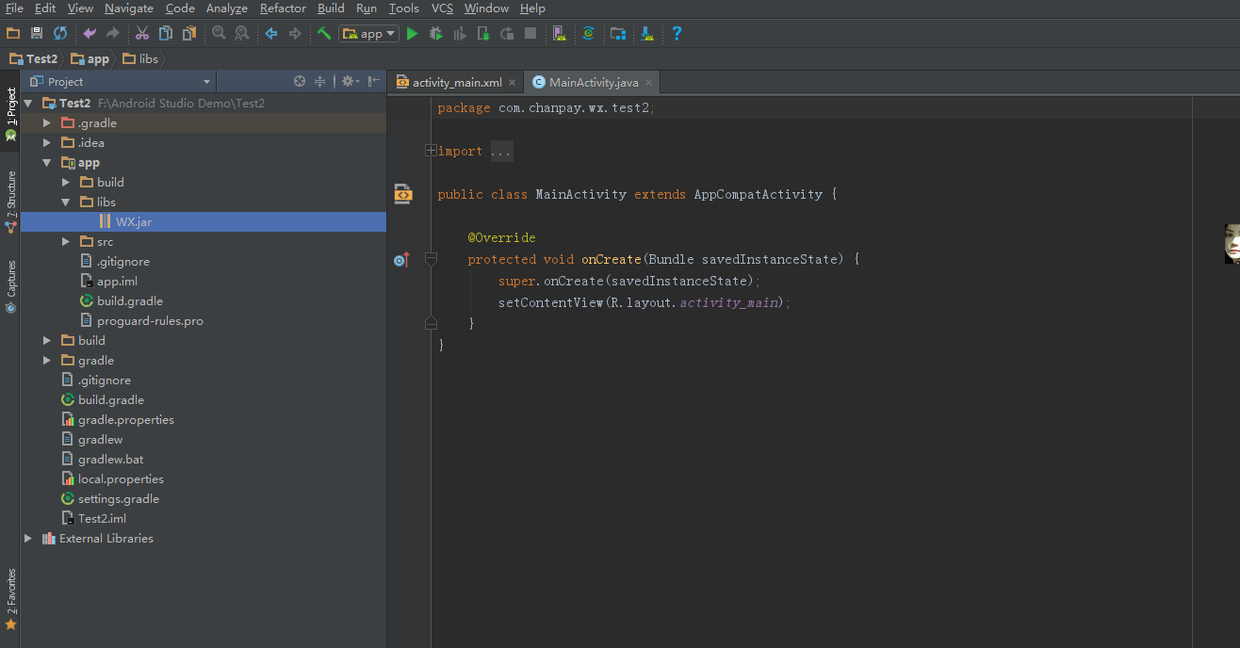 File Edit View Navigate Code Analyze Refactor Build Run Tools VCS Window Help
app
Test2 app libs
1: Project
7: Structure
Captures
2: Favorites
Project
Test2 F:\Android Studio Demo\Test2
.gradle
.idea
app
build
libs
WX.jar
src
.gitignore
app.iml
build.gradle
proguard-rules.pro
build
gradle
.gitignore
build.gradle
gradle.properties
gradlew
gradlew.bat
local.properties
settings.gradle
Test2.iml
External Libraries
activity_main.xml MainActivity.java
package com.chanpay.wx.test2;
import ...
public class MainActivity extends AppCompatActivity {
@Override
protected void onCreate(Bundle savedInstanceState) {
super.onCreate(savedInstanceState);
setContentView(R.layout.activity_main);
}
}